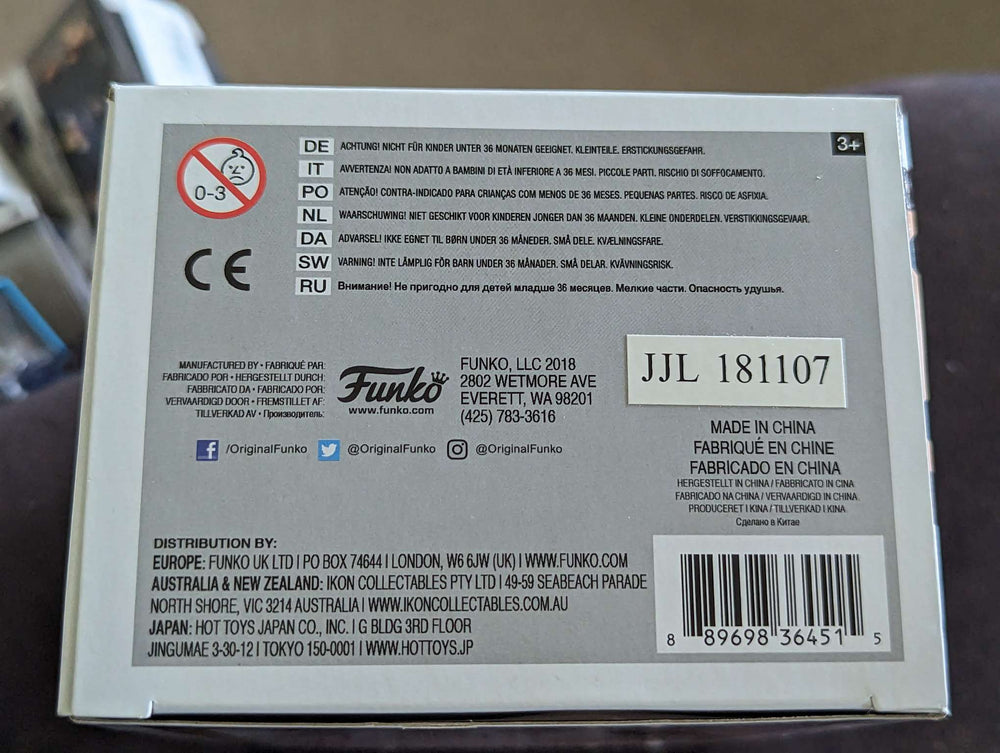 0-3
DE ACHTUNG! NICHT FÜR KINDER UNTER 36 MONATEN GEEIGNET. KLEINTEILE. ERSTICKUNGSGEFAHR.
3+
IT AVVERTENZA! NON ADATTO A BAMBINI DI ETÀ INFERIORE A 36 MESI. PICCOLE PARTI. RISCHIO DI SOFFOCAMENTO.
PO ATENÇÃO! CONTRA-INDICADO PARA CRIANÇAS COM MENOS DE 36 MESES. PEQUENAS PARTES. RISCO DE ASFIXIA.
NL WAARSCHUWING! NIET GESCHIKT VOOR KINDEREN JONGER DAN 36 MAANDEN. KLEINE ONDERDELEN. VERSTIKKINGSGEVAAR.
DA ADVARSEL! IKKE EGNET TIL BØRN UNDER 36 MÅNEDER. SMÅ DELE. KVÆLNINGSFARE.
SW VARNING! INTE LÄMPLIG FÖR BARN UNDER 36 MÅNADER. SMÅ DELAR. KVÄVNINGSRISK.
RU Внимание! Не пригодно для детей младше 36 месяцев. Мелкие части. Опасность удушья.
CE
MANUFACTURED BY • FABRIQUÉ PAR:
FABRICADO POR • HERGESTELLT DURCH:
FABBRICATO DA • FABRICADO POR:
VERVAARDIGD DOOR • FREMSTILLET AF:
TILLVERKAD AV • Производитель:
Funko
www.funko.com
FUNKO, LLC 2018
2802 WETMORE AVE
EVERETT, WA 98201
(425) 783-3616
JJL 181107
/OriginalFunko @OriginalFunko @OriginalFunko
MADE IN CHINA
FABRIQUÉ EN CHINE
FABRICADO EN CHINA
HERGESTELLT IN CHINA / FABBRICATO IN CINA
FABRICADO NA CHINA / VERVAARDIGD IN CHINA
PRODUCERET I KINA / TILLVERKAD I KINA
Сделано в Китае
DISTRIBUTION BY:
EUROPE: FUNKO UK LTD | PO BOX 74644 | LONDON, W6 6JW (UK) | WWW.FUNKO.COM
AUSTRALIA & NEW ZEALAND: IKON COLLECTABLES PTY LTD | 49-59 SEABEACH PARADE
NORTH SHORE, VIC 3214 AUSTRALIA | WWW.IKONCOLLECTABLES.COM.AU
JAPAN: HOT TOYS JAPAN CO., INC. | G BLDG 3RD FLOOR
JINGUMAE 3-30-12 | TOKYO 150-0001 | WWW.HOTTOYS.JP
8 89698 36451 5